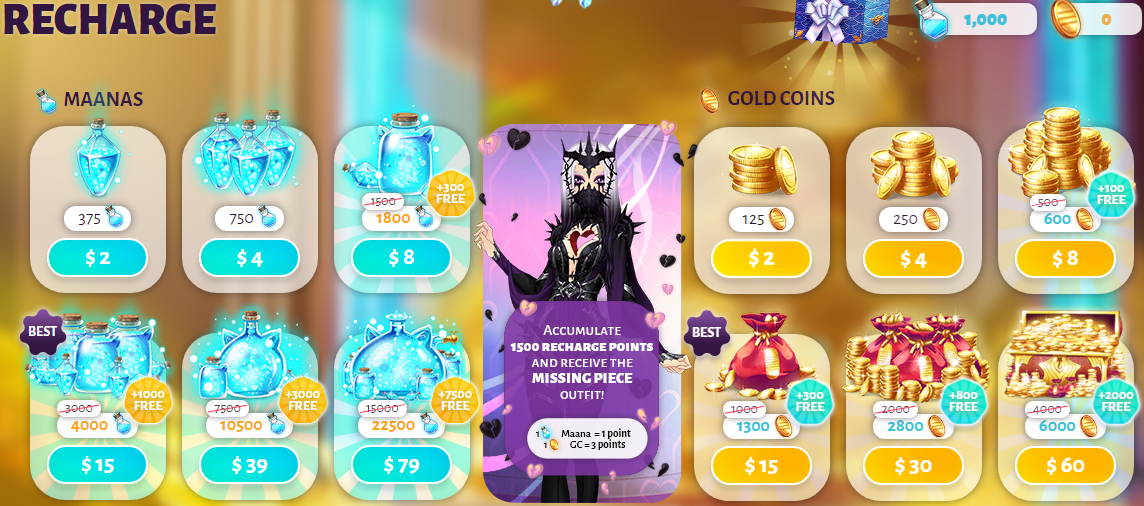 RECHARGE
1,000
0
MAANAS
375
$ 2
750
$ 4
+300
FREE
1500
1800
$ 8
BEST
+1000
FREE
3000
4000
$ 15
+3000
FREE
7500
10500
$ 39
+7500
FREE
15000
22500
$ 79
ACCUMULATE
1500 RECHARGE POINTS
AND RECEIVE THE
MISSING PIECE
OUTFIT!
1 Maana = 1 point
1 GC = 3 points
GOLD COINS
125
$ 2
250
$ 4
+100
FREE
500
600
$ 8
BEST
+300
FREE
1000
1300
$ 15
+800
FREE
2000
2800
$ 30
+2000
FREE
4000
6000
$ 60